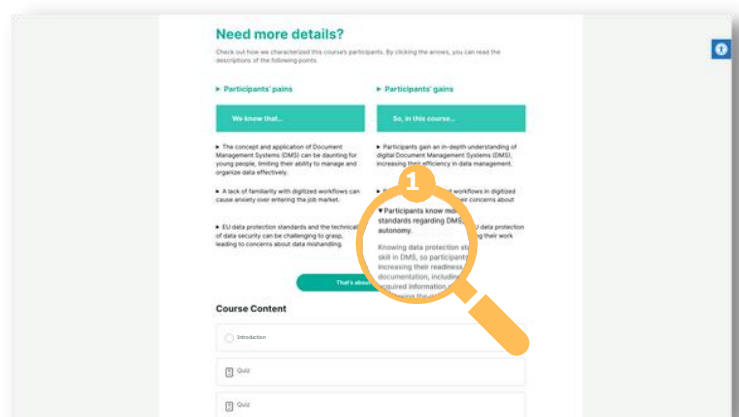 Need more details?
Check out how we characterized this course's participants. By clicking the arrows, you can read the
descriptions of the following points.
▶ Participants' pains
▶ Participants' gains
We know that...
So, in this course...
▶ The concept and application of Document
Management Systems (DMS) can be daunting for
young people, limiting their ability to manage and
organize data effectively.
▶ Participants gain an in-depth understanding of
digital Document Management Systems (DMS),
increasing their efficiency in data management.
▶ A lack of familiarity with digitized workflows can
cause anxiety over entering the job market.
workflows in digitized
concerns about
▶ EU data protection standards and the technical
of data security can be challenging to grasp,
leading to concerns about data mishandling.
data protection
their work
1
▼ Participants know
standards regarding DMS,
autonomy.
Knowing data protection
skill in DMS, so participants
increasing their readiness
documentation, including
acquired information
the
That's about
Course Content
Introduction
Quiz
Quiz